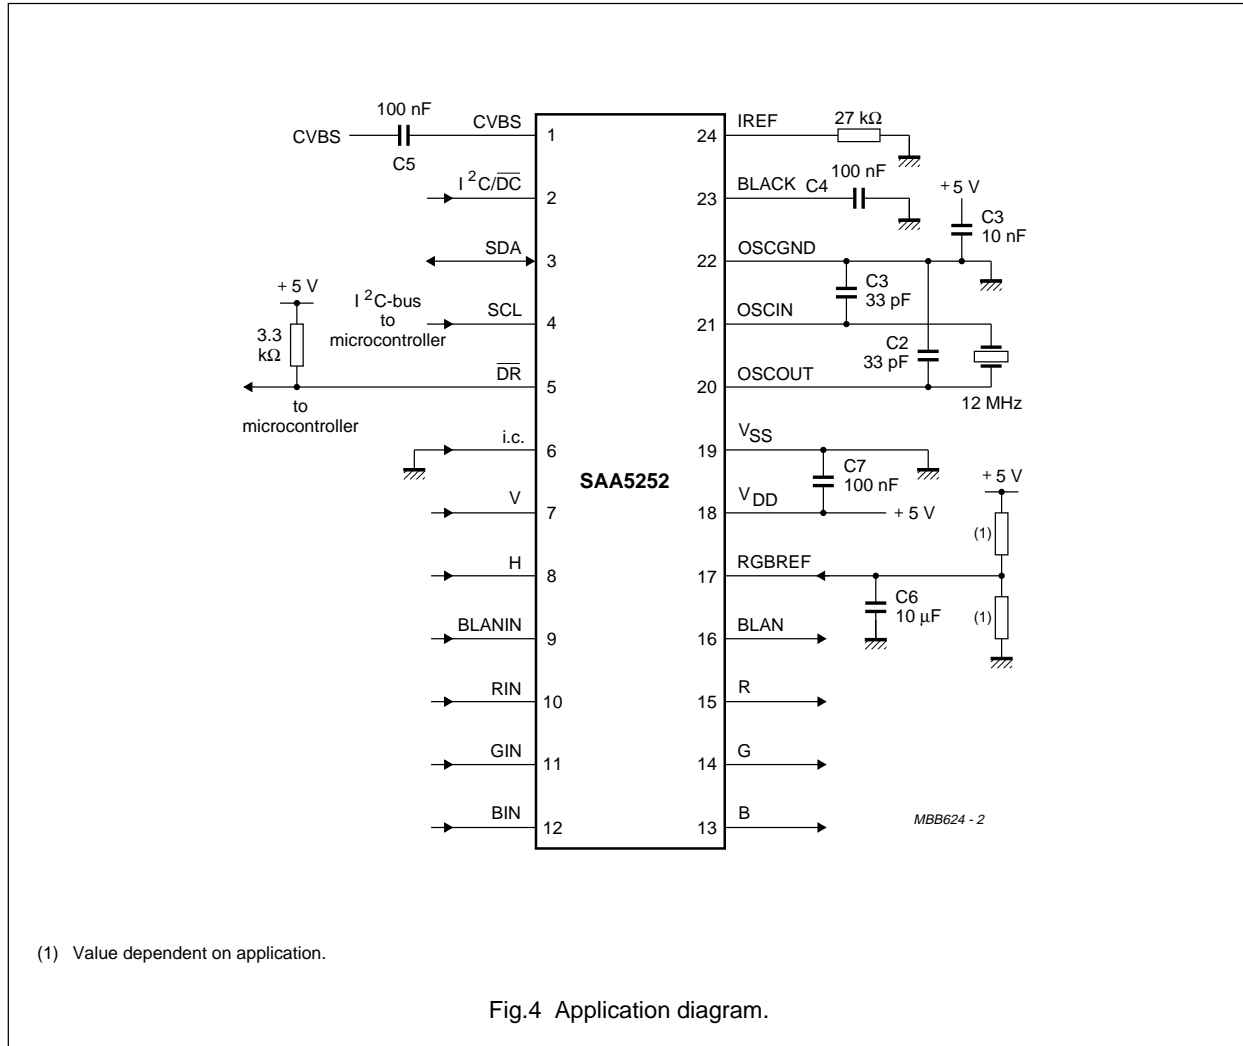 100 nF
CVBS
C5
CVBS
1
I²C/D̅C̅
2
SDA
3
+ 5 V
3.3
kΩ
I²C-bus
to
microcontroller
SCL
4
D̅R̅
5
to
microcontroller
i.c.
6
V
7
H
8
BLANIN
9
RIN
10
GIN
11
BIN
12
SAA5252
24
IREF
27 kΩ
23
BLACK
C4
100 nF
+ 5 V
C3
10 nF
22
OSCGND
C3
33 pF
21
OSCIN
C2
33 pF
20
OSCOUT
12 MHz
19
VSS
C7
100 nF
18
VDD
+ 5 V
+ 5 V
(1)
17
RGBREF
C6
10 μF
(1)
16
BLAN
15
R
14
G
13
B
MBB624 - 2
(1) Value dependent on application.
Fig.4 Application diagram.